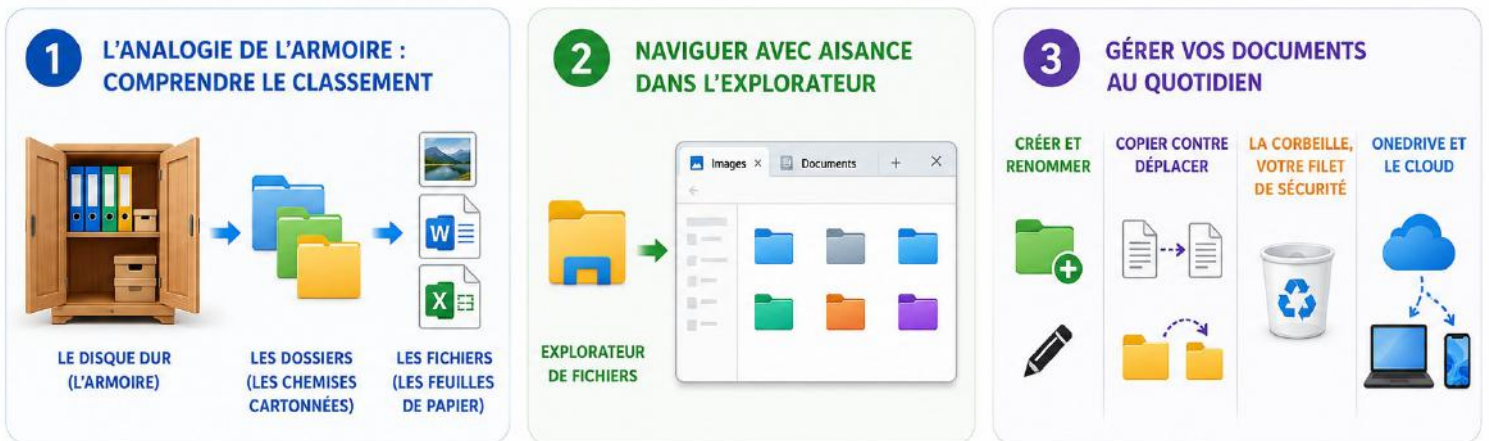 1
L'ANALOGIE DE L'ARMOIRE :
COMPRENDRE LE CLASSEMENT
W
X
LE DISQUE DUR
(L'ARMOIRE)
LES DOSSIERS
(LES CHEMISES
CARTONNÉES)
LES FICHIERS
(LES FEUILLES
DE PAPIER)
2
NAVIGUER AVEC AISANCE
DANS L'EXPLORATEUR
Images
Documents
EXPLORATEUR
DE FICHIERS
3
GÉRER VOS DOCUMENTS
AU QUOTIDIEN
CRÉER ET
RENOMMER
COPIER CONTRE
DÉPLACER
LA CORBEILLE,
VOTRE FILET
DE SÉCURITÉ
ONEDRIVE ET
LE CLOUD